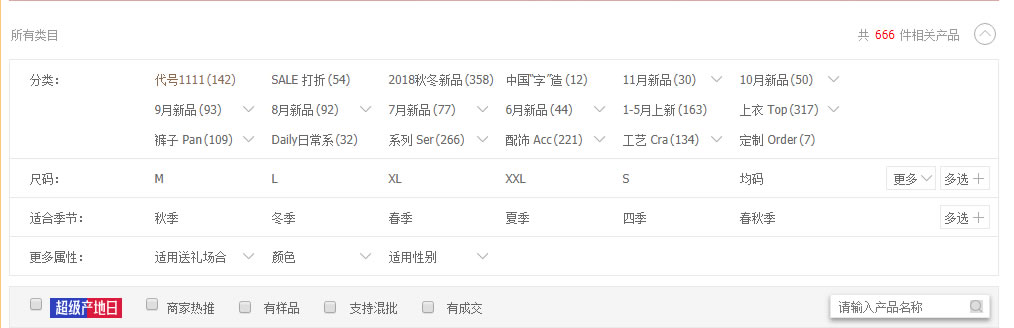 所有类目 共 666 件相关产品
分类: 代号1111(142) SALE 打折(54) 2018秋冬新品(358) 中国"字"造(12) 11月新品(30) 10月新品(50)
9月新品(93) 8月新品(92) 7月新品(77) 6月新品(44) 1-5月上新(163) 上衣 Top(317)
裤子 Pan(109) Daily日常系(32) 系列 Ser(266) 配饰 Acc(221) 工艺 Cra(134) 定制 Order(7)
尺码: M L XL XXL S 均码 更多 多选
适合季节: 秋季 冬季 春季 夏季 四季 春秋季 多选
更多属性: 适用送礼场合 颜色 适用性别
超级产地日 商家热推 有样品 支持混批 有成交 请输入产品名称